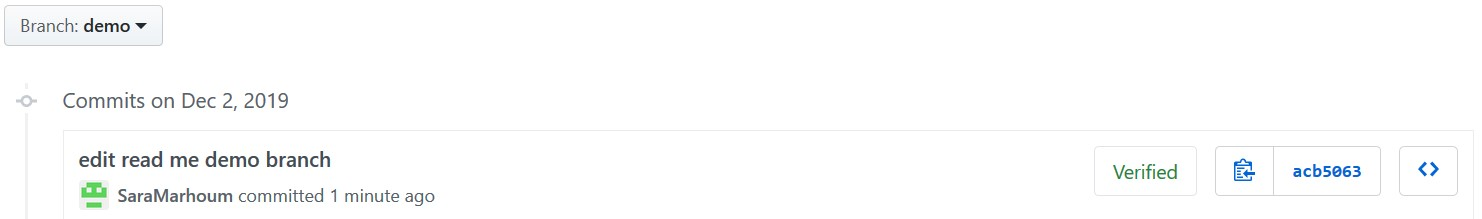 Branch: demo
Commits on Dec 2, 2019
edit read me demo branch
Verified
acb5063
SaraMarhoum committed 1 minute ago